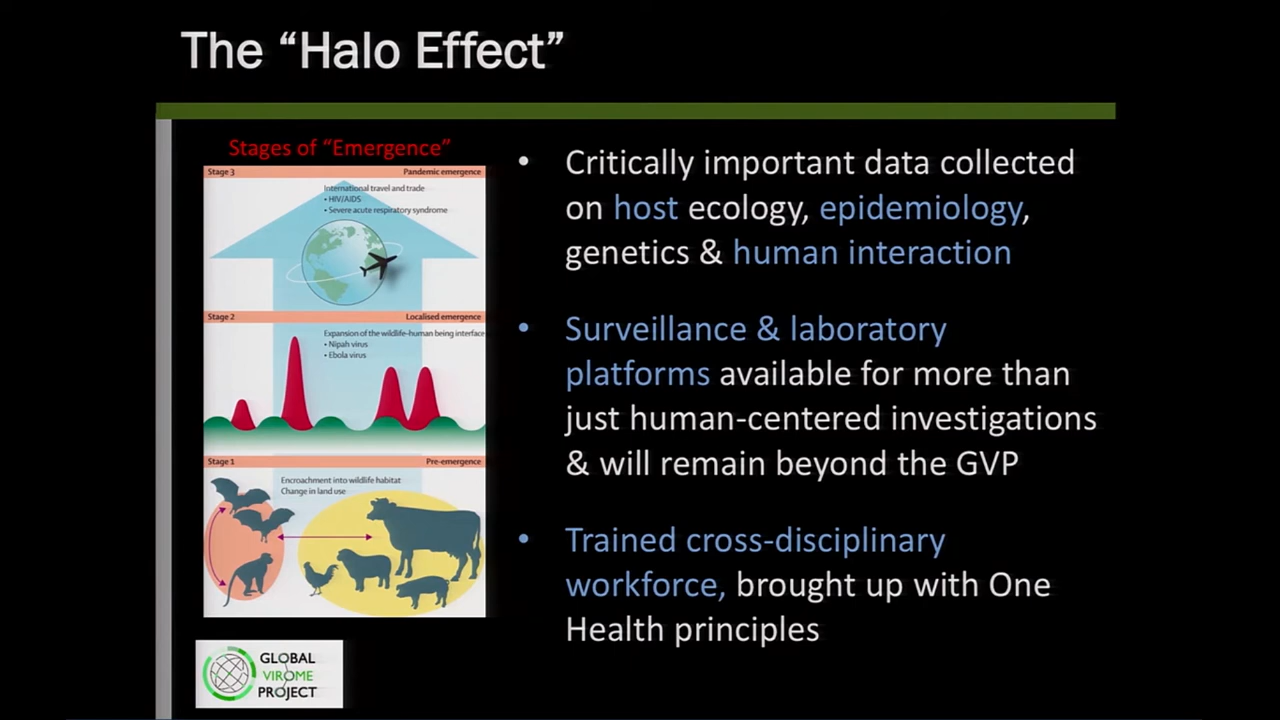 The “Halo Effect”
Stages of “Emergence”
Stage 3 Pandemic emergence
International travel and trade
• HIV/AIDS
• Severe acute respiratory syndrome
Stage 2 Localised emergence
Expansion of the wildlife-human being interface
• Nipah virus
• Ebola virus
Stage 1 Pre-emergence
Encroachment into wildlife habitat
Change in land use
• Critically important data collected
on host ecology, epidemiology,
genetics & human interaction
• Surveillance & laboratory
platforms available for more than
just human-centered investigations
& will remain beyond the GVP
• Trained cross-disciplinary
workforce, brought up with One
Health principles
GLOBAL
VIROME
PROJECT